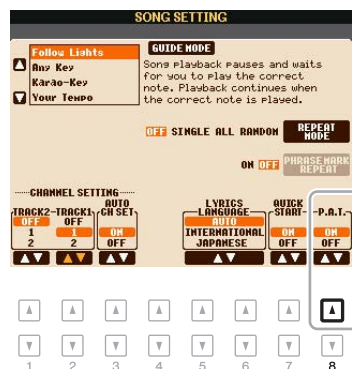 SONG SETTING
Follow Lights
Any Key
Karao-Key
Your Tempo
GUIDE MODE
Song playback pauses and waits
for you to play the correct
note. Playback continues when
the correct note is played.
OFF SINGLE ALL RANDOM
REPEAT
MODE
ON OFF
PHRASE MARK
REPEAT
CHANNEL SETTING
TRACK2
OFF
1
2
TRACK1
OFF
1
2
AUTO
CH SET
ON
OFF
LYRICS
LANGUAGE
AUTO
INTERNATIONAL
JAPANESE
QUICK
START
ON
OFF
P.A.T.
ON
OFF
1 2 3 4 5 6 7 8